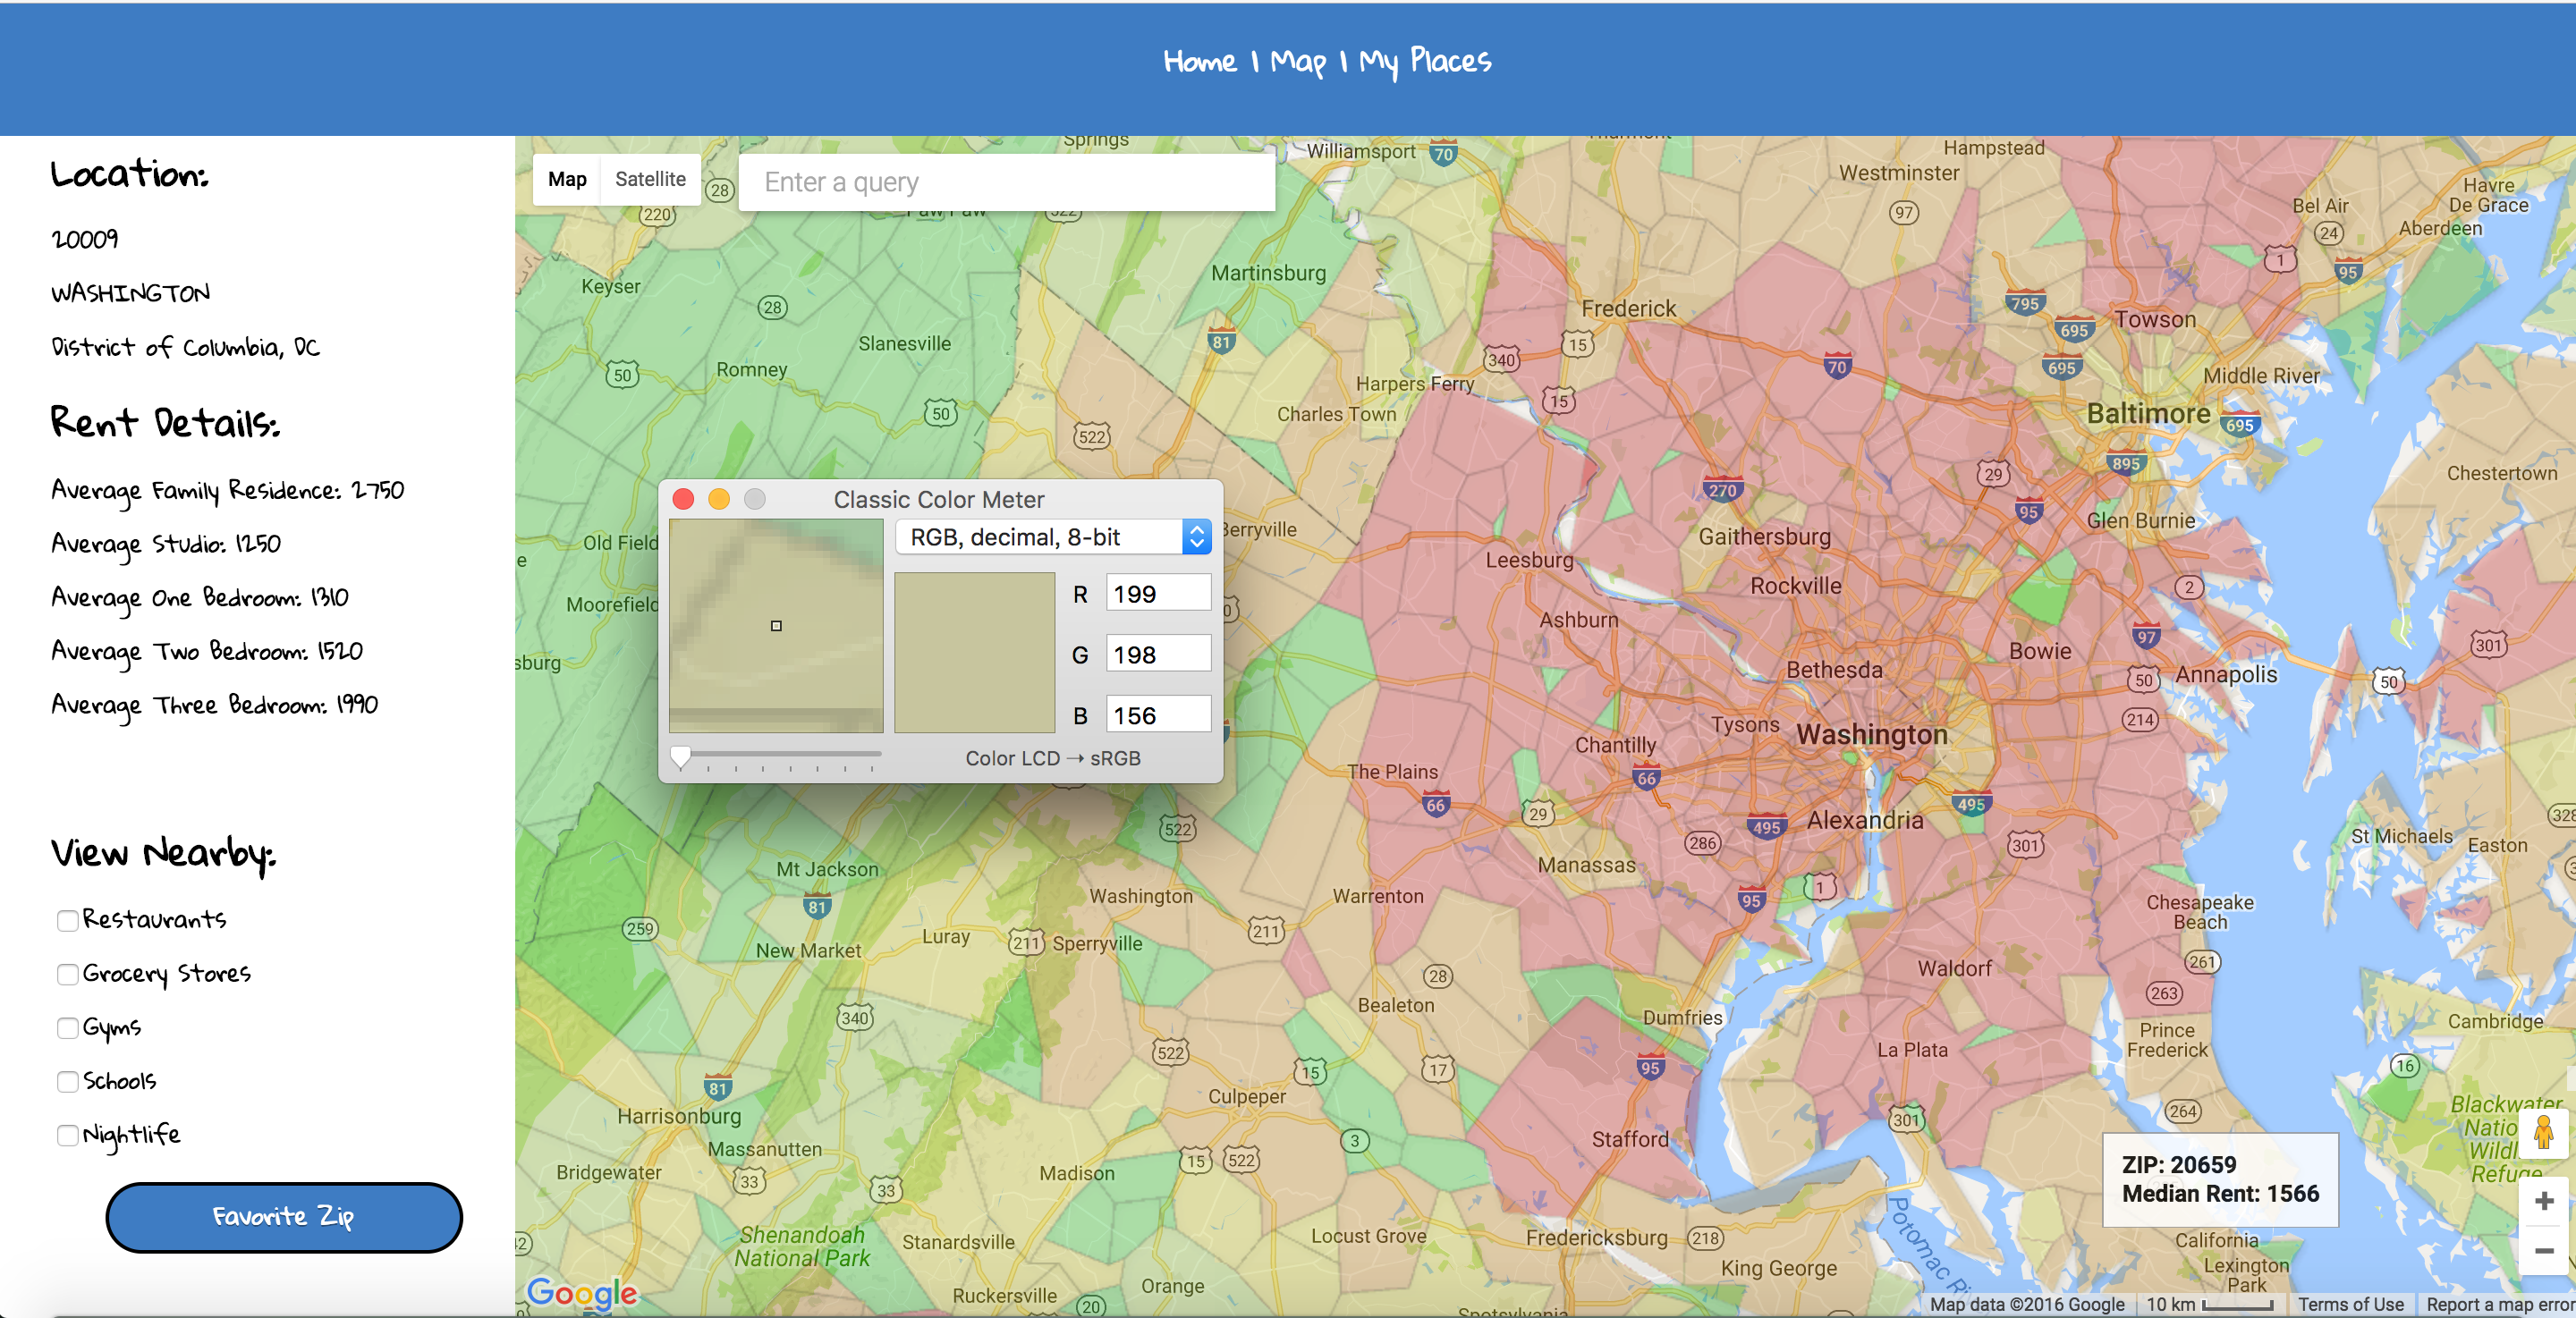 Home | Map | My Places
Location:
20009
WASHINGTON
District of Columbia, DC
Rent Details:
Average Family Residence: 2750
Average Studio: 1250
Average One Bedroom: 1310
Average Two Bedroom: 1520
Average Three Bedroom: 1990
View Nearby:
Restaurants
Grocery Stores
Gyms
Schools
Nightlife
Favorite Zip
Map Satellite
Enter a query
Classic Color Meter
RGB, decimal, 8-bit
R 199
G 198
B 156
Color LCD → sRGB
Springs
Williamsport
70
Hampstead
Westminster
Havre
De Grace
28
220
522
97
Bel Air
24
Aberdeen
Keyser
28
Martinsburg
1
95
Frederick
795
695
Towson
Slanesville
81
340
15
50
Romney
70
695
Middle River
Harpers Ferry
50
Charles Town
15
Baltimore
695
522
895
Chestertown
270
29
95
Glen Burnie
Berryville
Old Field
Gaithersburg
Leesburg
Rockville
2
Moorefield
Ashburn
97
301
Bowie
Bethesda
50
Annapolis
50
Tysons
Washington
214
Chantilly
66
The Plains
66
29
495
495
Alexandria
328
522
286
301
St Michaels
Easton
Manassas
Mt Jackson
81
Washington
Warrenton
95
1
Chesapeake
Beach
259
New Market
Luray
211
Sperryville
211
28
Waldorf
261
263
340
Bealeton
Dumfries
Prince
Frederick
Cambridge
522
15
17
95
La Plata
16
81
Culpeper
Harrisonburg
301
264
Blackwater
Natio
Wildl
Refuge
Massanutten
3
Stafford
Bridgewater
33
33
Madison
15
522
ZIP: 20659
Median Rent: 1566
Shenandoah
National Park
Stanardsville
Locust Grove
Fredericksburg
218
California
King George
Lexington
Park
Potomac Ri
Orange
Ruckersville
20
Google
Map data ©2016 Google
10 km
Terms of Use
Report a map error